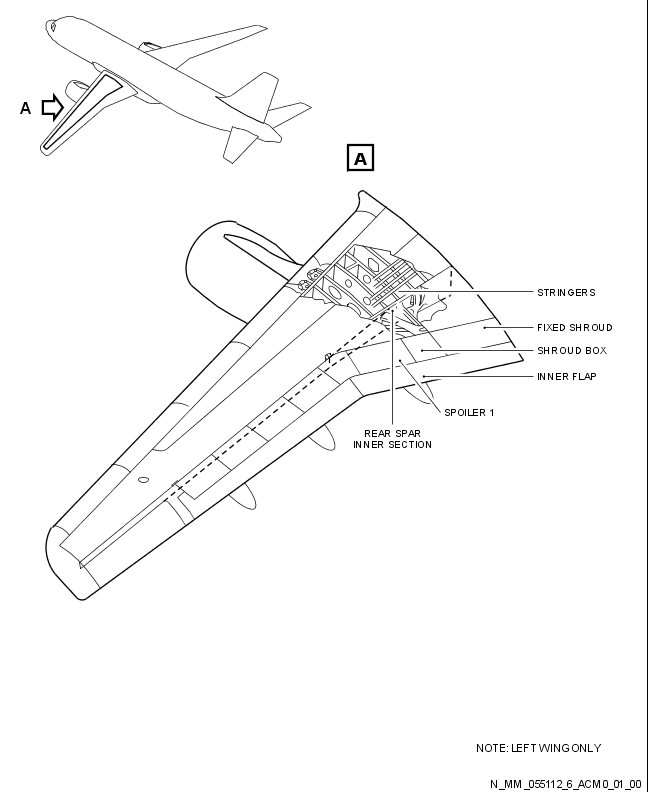 A
A
STRINGERS
FIXED SHROUD
SHROUD BOX
INNER FLAP
SPOILER 1
REAR SPAR
INNER SECTION
NOTE: LEFT WING ONLY
N_MM_055112_6_ACM0_01_00